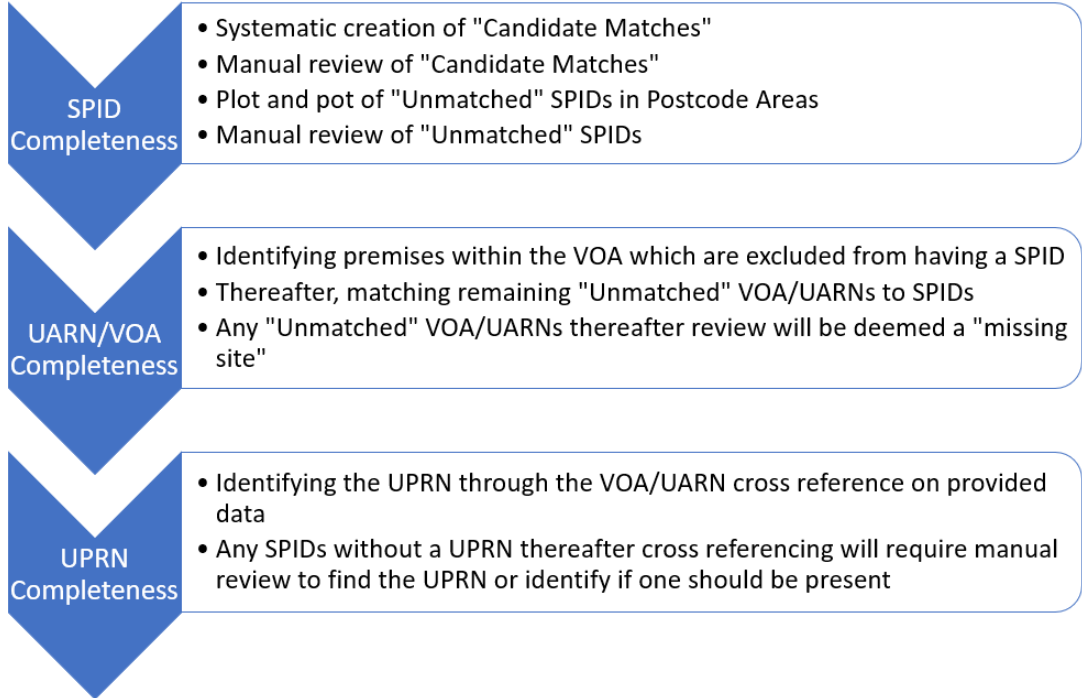 SPID
Completeness
• Systematic creation of "Candidate Matches"
• Manual review of "Candidate Matches"
• Plot and pot of "Unmatched" SPIDs in Postcode Areas
• Manual review of "Unmatched" SPIDs
UARN/VOA
Completeness
• Identifying premises within the VOA which are excluded from having a SPID
• Thereafter, matching remaining "Unmatched" VOA/UARNs to SPIDs
• Any "Unmatched" VOA/UARNs thereafter review will be deemed a "missing
site"
UPRN
Completeness
• Identifying the UPRN through the VOA/UARN cross reference on provided
data
• Any SPIDs without a UPRN thereafter cross referencing will require manual
review to find the UPRN or identify if one should be present